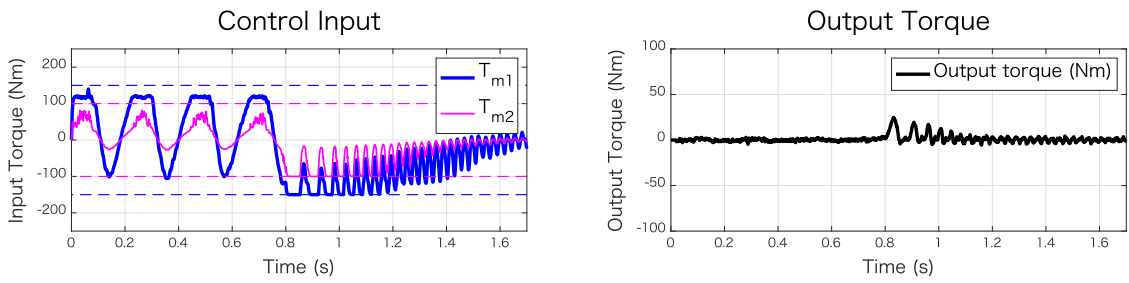 Control Input
Input Torque (Nm)
200
100
0
-100
-200
T_m1
T_m2
0 0.2 0.4 0.6 0.8 1 1.2 1.4 1.6
Time (s)
Output Torque
Output Torque (Nm)
100
50
0
-50
-100
Output torque (Nm)
0 0.2 0.4 0.6 0.8 1 1.2 1.4 1.6
Time (s)